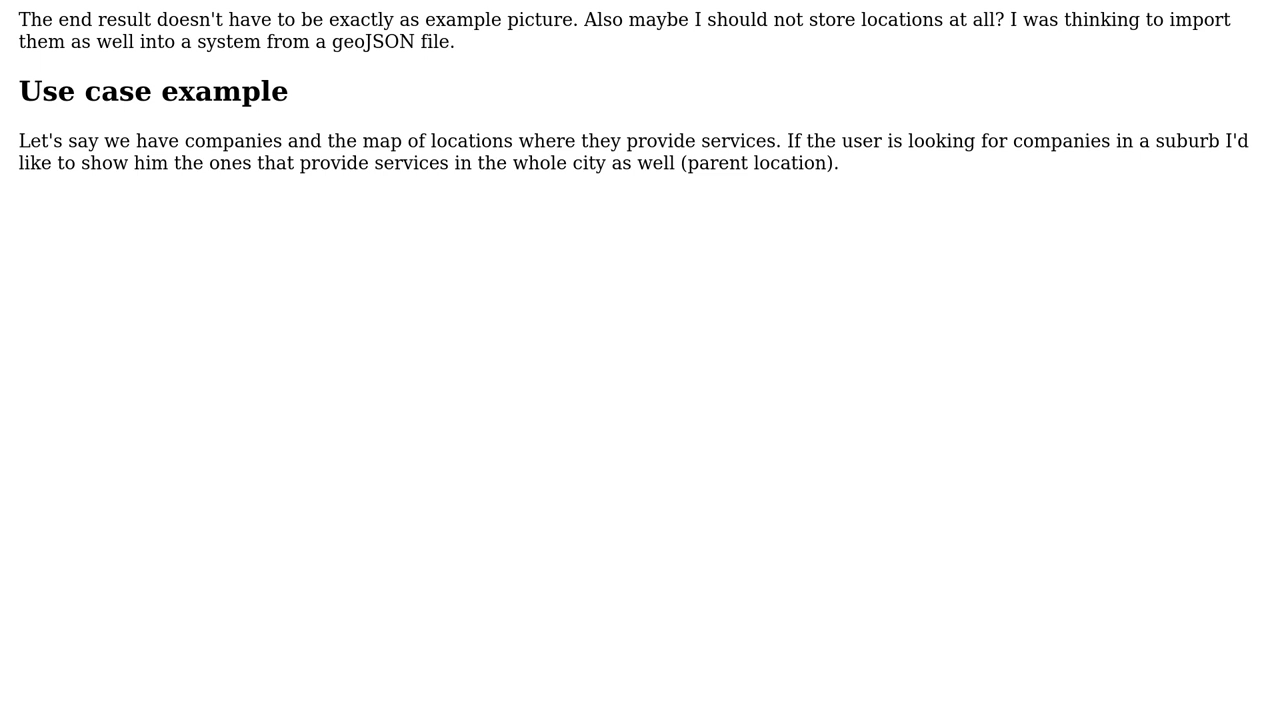 The end result doesn't have to be exactly as example picture. Also maybe I should not store locations at all? I was thinking to import
them as well into a system from a geoJSON file.
Use case example
Let's say we have companies and the map of locations where they provide services. If the user is looking for companies in a suburb I'd
like to show him the ones that provide services in the whole city as well (parent location).